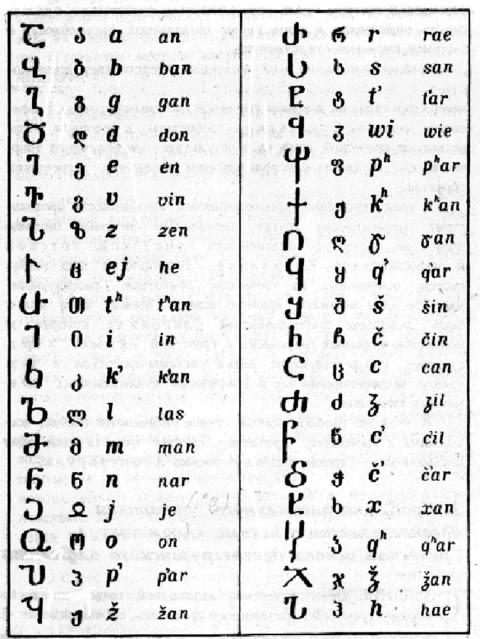 Ⴀ ა a
Ⴁ ბ b ban
Ⴂ გ g gan
Ⴃ დ d don
Ⴄ ე e en
Ⴅ ვ v vin
Ⴆ ზ z zen
Ⴡ ჱ ej he
Ⴇ თ tʰ tʰan
Ⴈ ი i in
Ⴉ კ k’ k’an
Ⴊ ლ l las
Ⴋ მ m man
Ⴌ ნ n nar
Ⴢ ჲ j je
Ⴍ ო o on
Ⴎ პ p’ p’ar
Ⴏ ჟ ž žan
Ⴐ რ r rae
Ⴑ ს s san
Ⴒ ტ t’ t’ar
Ⴣ ჳ wi wie
Ⴔ ფ pʰ pʰar
Ⴕ ქ kʰ kʰan
Ⴖ ღ ɣ ɣan
Ⴗ ყ q’ q’ar
Ⴘ შ š šin
Ⴙ ჩ č čin
Ⴚ ც c can
Ⴛ ძ ʒ ʒil
Ⴜ წ c’ c’il
Ⴝ ჭ č’ č’ar
Ⴞ ხ x xan
Ⴤ ჴ qʰ qʰar
Ⴟ ჯ ǯ ǯan
Ⴠ ჰ h hae